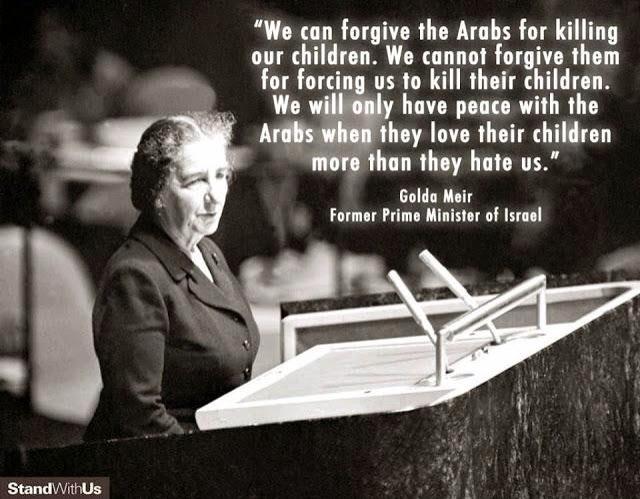 “We can forgive the Arabs for killing
our children. We cannot forgive them
for forcing us to kill their children.
We will only have peace with the
Arabs when they love their children
more than they hate us.”
Golda Meir
Former Prime Minister of Israel
StandWithUs